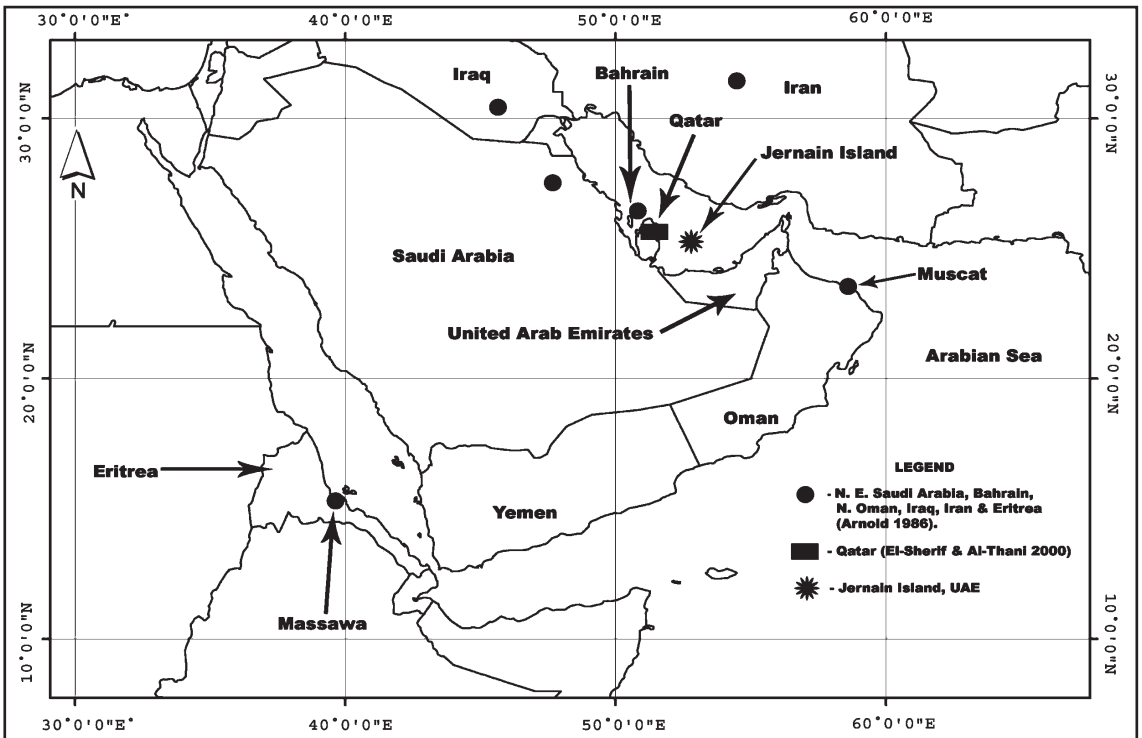 30°0'0"E°
40°0'0"E
50°0'0"E
60°0'0"E
Iraq
Bahrain
Iran
30°0'0"N
30°0'0"N
Qatar
Jernain Island
N
Saudi Arabia
Muscat
United Arab Emirates
Arabian Sea
20°0'0"N
20°0'0"N
Oman
Eritrea
LEGEND
- N. E. Saudi Arabia, Bahrain,
N. Oman, Iraq, Iran & Eritrea
(Arnold 1986).
Yemen
- Qatar (El-Sherif & Al-Thani 2000)
- Jernain Island, UAE
Massawa
10°0'0"N
10°0'0"N
30°0'0"E°
40°0'0"E
50°0'0"E
60°0'0"E